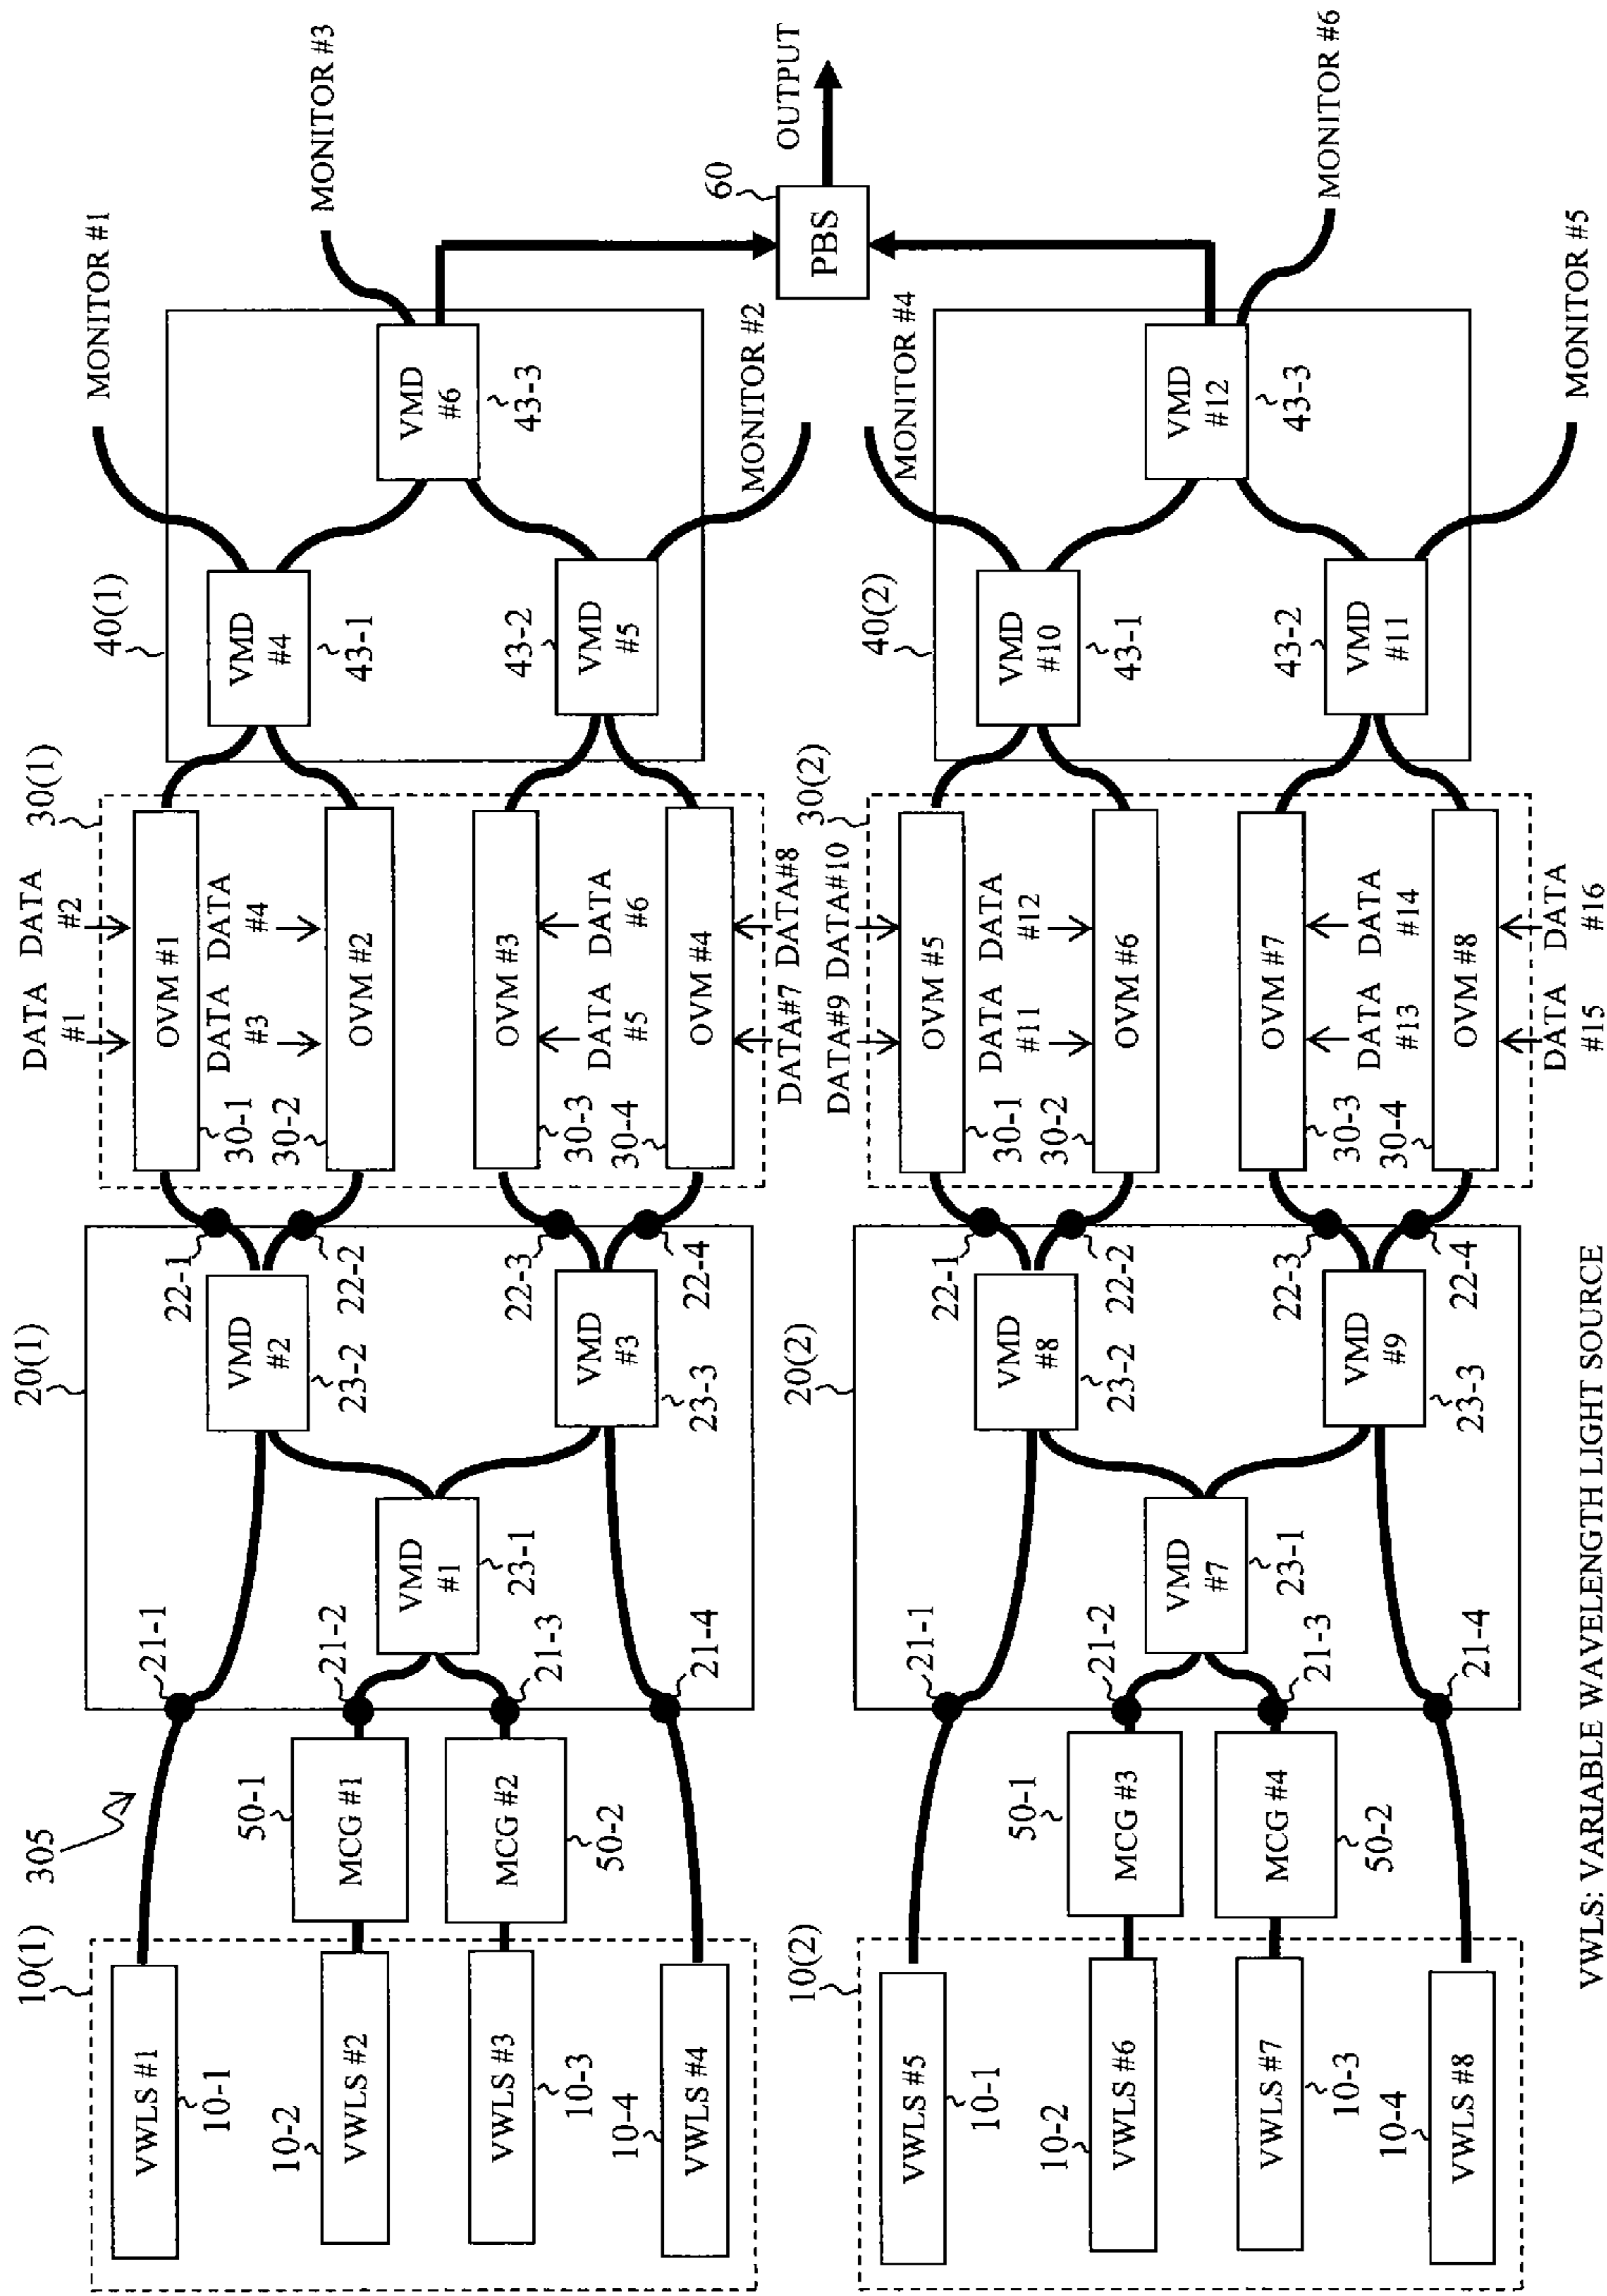 305
10(1)
VWLS #1
10-1
10-2
VWLS #2
VWLS #3
10-3
10-4
VWLS #4
50-1
MCG #1
MCG #2
50-2
20(1)
21-1
21-2
21-3
21-4
VMD
#1
23-1
VMD
#2
23-2
VMD
#3
23-3
22-1
22-2
22-3
22-4
30(1)
DATA
#1
DATA
#2
OVM #1
30-1
DATA
#3
DATA
#4
30-2
OVM #2
OVM #3
30-3
DATA
#5
DATA
#6
30-4
OVM #4
DATA#7
DATA#8
40(1)
VMD
#4
43-1
43-2
VMD
#5
VMD
#6
43-3
MONITOR #1
MONITOR #2
MONITOR #3
60
PBS
OUTPUT
10(2)
VWLS #5
10-1
10-2
VWLS #6
VWLS #7
10-3
10-4
VWLS #8
50-1
MCG #3
MCG #4
50-2
20(2)
21-1
21-2
21-3
21-4
VMD
#7
23-1
VMD
#8
23-2
VMD
#9
23-3
22-1
22-2
22-3
22-4
30(2)
DATA#9
DATA#10
OVM #5
30-1
DATA
#11
DATA
#12
30-2
OVM #6
OVM #7
30-3
DATA
#13
DATA
#14
30-4
OVM #8
DATA
#15
DATA
#16
40(2)
VMD
#10
43-1
43-2
VMD
#11
VMD
#12
43-3
MONITOR #4
MONITOR #5
MONITOR #6
VWLS: VARIABLE WAVELENGTH LIGHT SOURCE